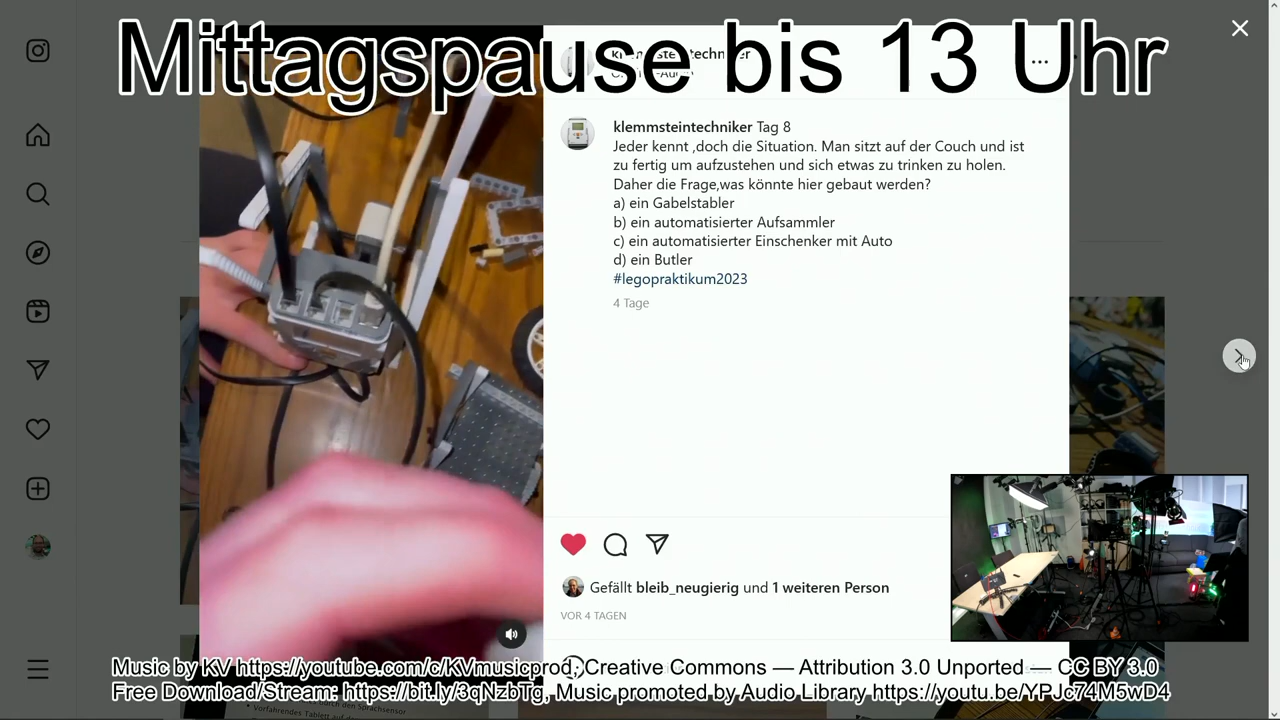 Mittagspause bis 13 Uhr
klemmsteintechniker
klemmsteintechniker Tag 8
Jeder kennt ,doch die Situation. Man sitzt auf der Couch und ist
zu fertig um aufzustehen und sich etwas zu trinken zu holen.
Daher die Frage,was könnte hier gebaut werden?
a) ein Gabelstabler
b) ein automatisierter Aufsammler
c) ein automatisierter Einschenker mit Auto
d) ein Butler
#legopraktikum2023
4 Tage
Gefällt bleib_neugierig und 1 weiteren Person
VOR 4 TAGEN
Music by KV https://youtube.com/c/KVmusicprod; Creative Commons — Attribution 3.0 Unported — CC BY 3.0
Free Download/Stream: https://bit.ly/3qNzbTg, Music promoted by Audio Library https://youtu.be/YPJc74M5wD4